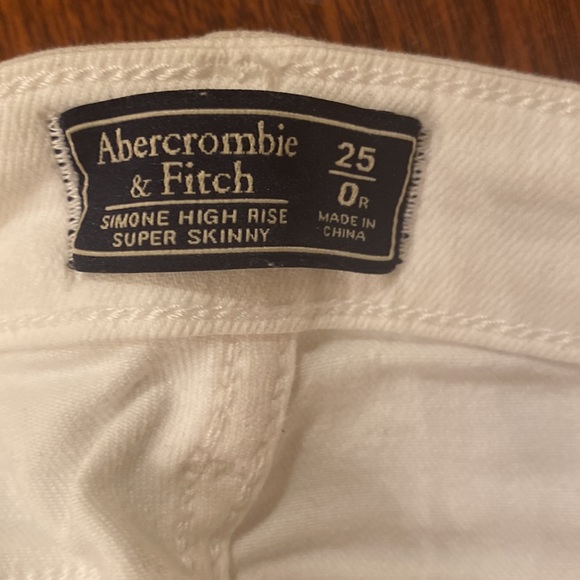 Abercrombie
& Fitch
SIMONE HIGH RISE
SUPER SKINNY
25
0R
MADE IN
CHINA